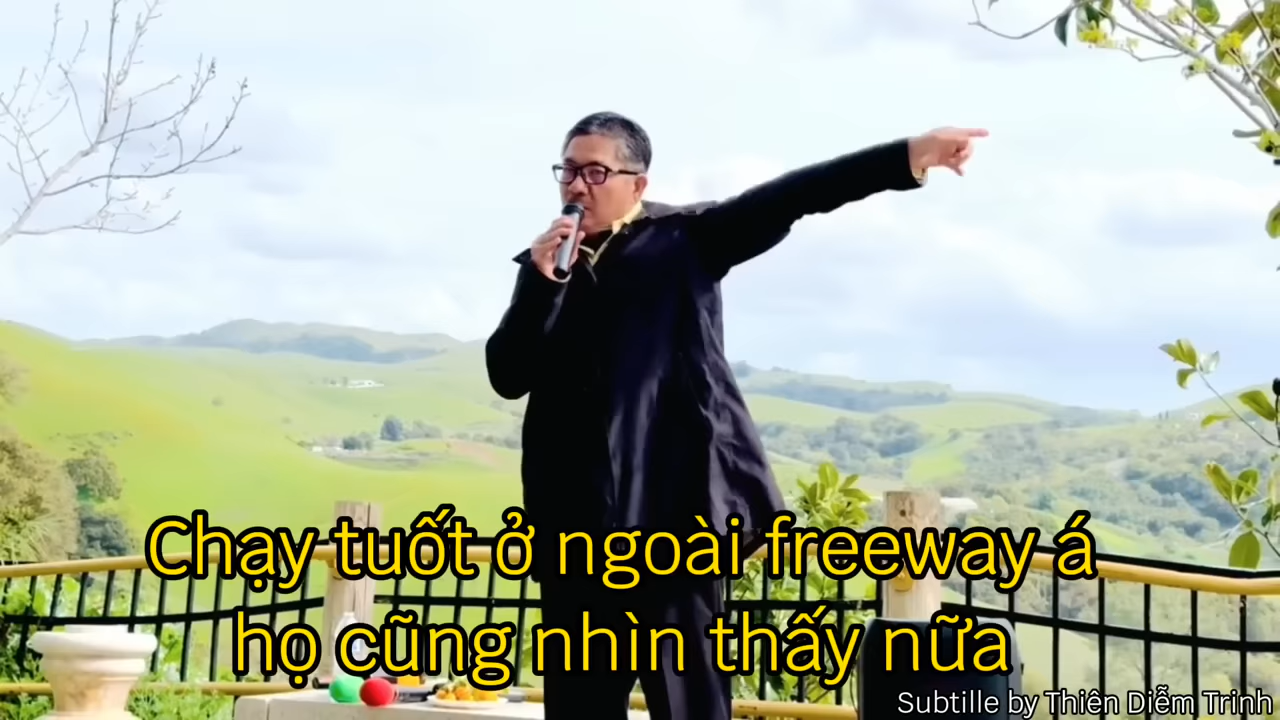 Chạy tuốt ở ngoài freeway á
họ cũng nhìn thấy nữa
Subtille by Thiên Diễm Trinh